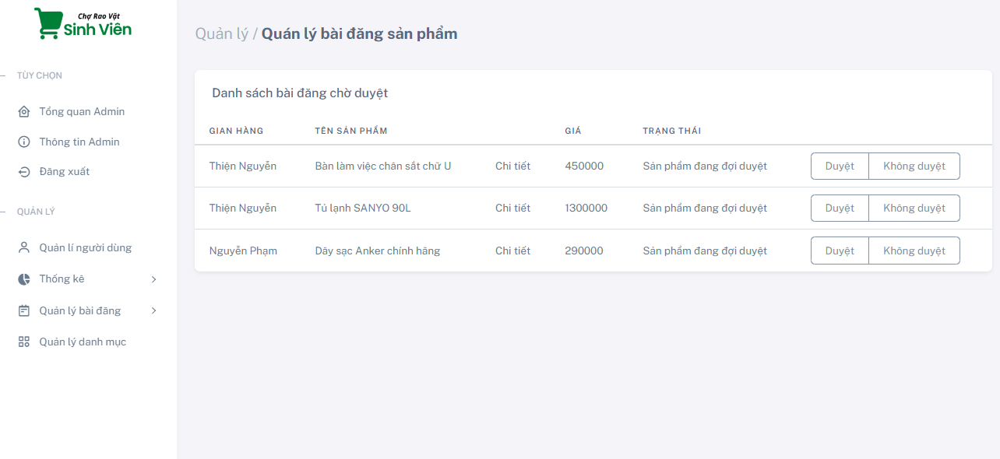 Chợ Rao Vặt
Sinh Viên
TÙY CHỌN
Tổng quan Admin
Thông tin Admin
Đăng xuất
QUẢN LÝ
Quản lí người dùng
Thống kê
Quản lý bài đăng
Quản lý danh mục
Quản lý / Quán lý bài đăng sản phẩm
Danh sách bài đăng chờ duyệt
GIAN HÀNG TÊN SẢN PHẨM GIÁ TRẠNG THÁI
Thiện Nguyễn Bàn làm việc chân sắt chữ U Chi tiết 450000 Sản phẩm đang đợi duyệt Duyệt Không duyệt
Thiện Nguyễn Tủ lạnh SANYO 90L Chi tiết 1300000 Sản phẩm đang đợi duyệt Duyệt Không duyệt
Nguyễn Phạm Dây sạc Anker chính hãng Chi tiết 290000 Sản phẩm đang đợi duyệt Duyệt Không duyệt